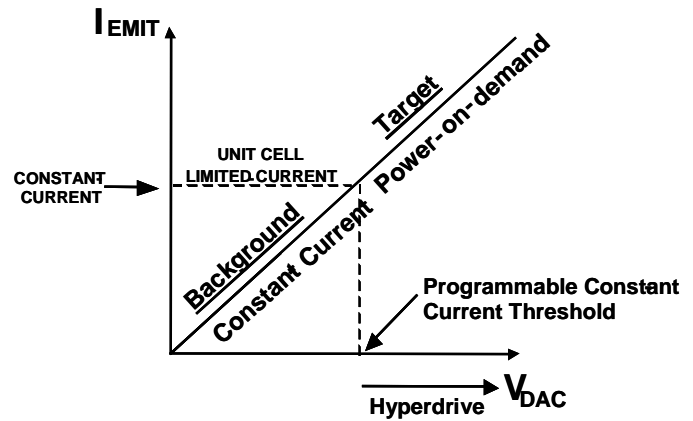 I EMIT
Target
Power-on-demand
UNIT CELL
LIMITED-CURRENT
CONSTANT
CURRENT
Background
Constant Current
Programmable Constant
Current Threshold
Hyperdrive
VDAC